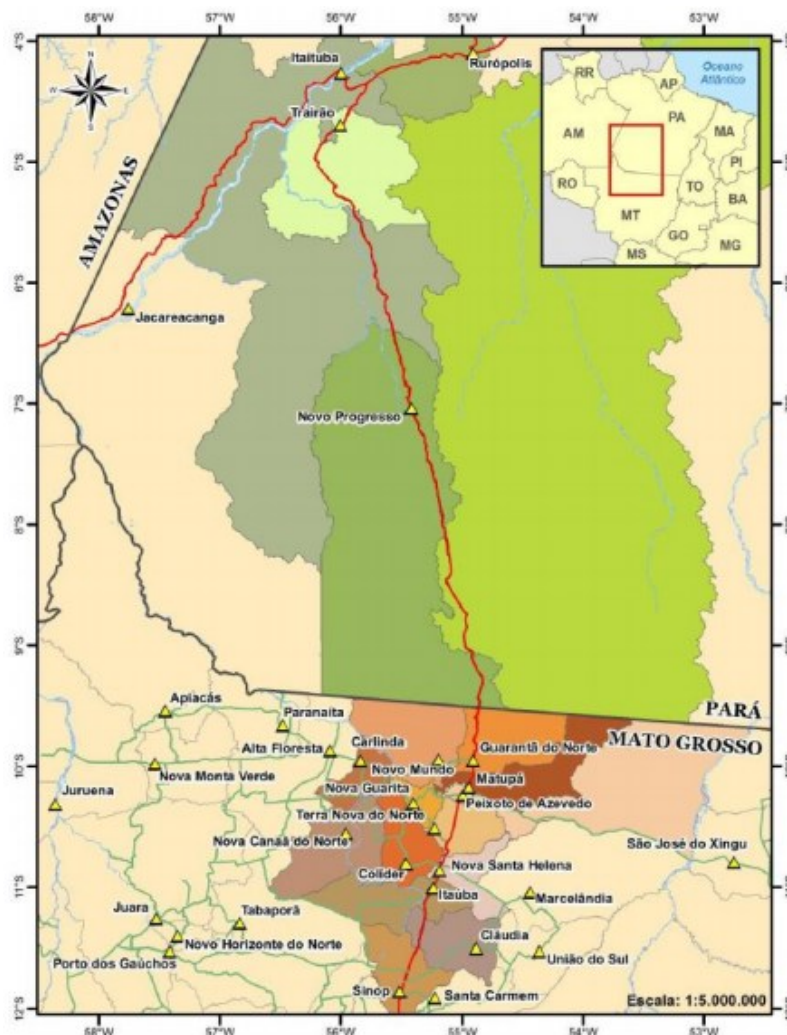 58°W 57°W 56°W 55°W 54°W 53°W
4°S
N
W E
S
Itaituba
Rurópolis
Trairão
Oceano
Atlântico
RR
AP
AM
PA
MA
PI
RO
TO
BA
MT
GO
MS
MG
5°S
AMAZONAS
6°S
Jacareacanga
7°S
Novo Progresso
8°S
9°S
PARÁ
MATO GROSSO
Apiacás
Paranaíta
Alta Floresta
Carlinda
Guarantã do Norte
10°S
Nova Monta Verde
Novo Mundo
Matupá
Nova Guarita
Peixoto de Azevedo
Juruena
Terra Nova do Norte
Nova Canaã do Norte
São José do Xingu
Colider
Nova Santa Helena
11°S
Itaúba
Marcelândia
Juara
Tabaporã
Novo Horizonte do Norte
Cláudia
Porto dos Gaúchos
União do Sul
Sinop
Santa Carmem
Escala: 1:5.000.000
12°S
58°W 57°W 56°W 55°W 54°W 53°W